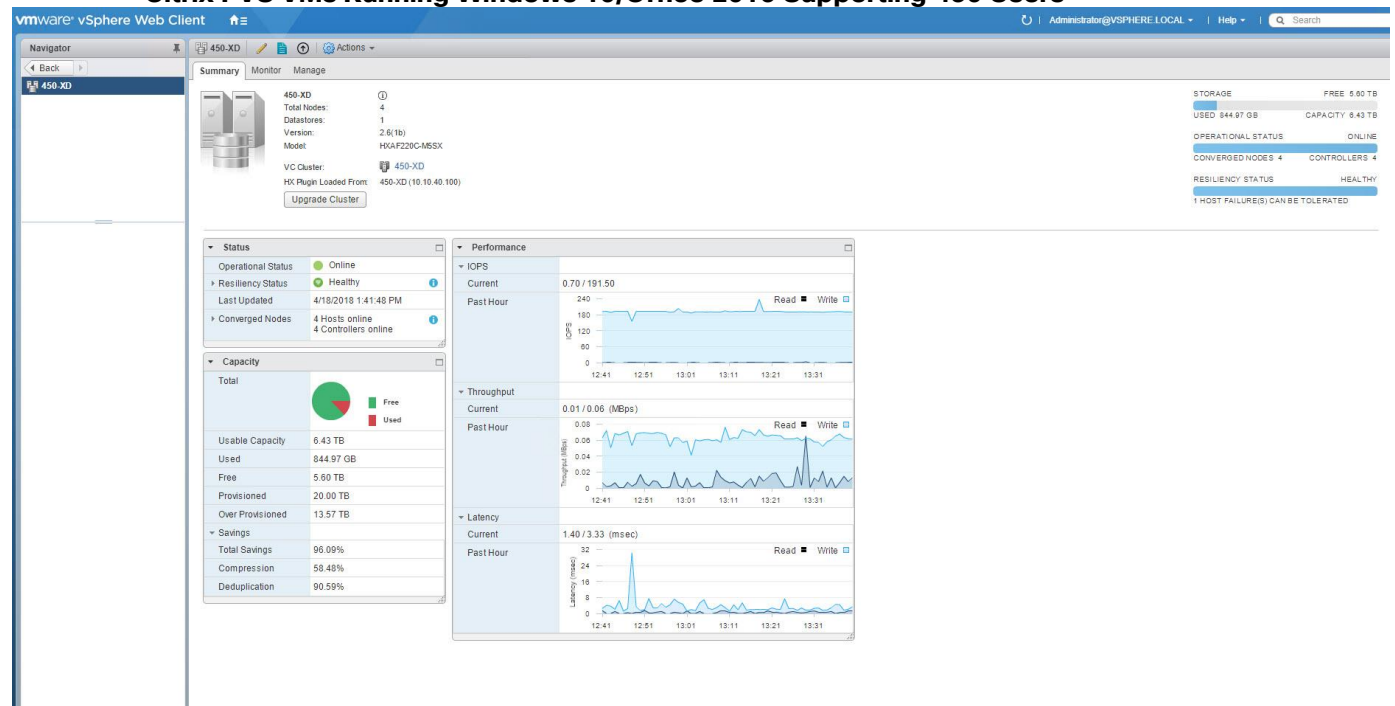 Citrix PVS VMs Running Windows 10/Office 2016 Supporting 450 Users
vmware® vSphere Web Client
Administrator@VSPHERE.LOCAL | Help | Search
Navigator
Back
450-XD
450-XD Actions
Summary Monitor Manage
450-XD
Total Nodes: 4
Datastores: 1
Version: 2.6(1b)
Model: HXAF220C-M5SX
VC Cluster: 450-XD
HX Plugin Loaded From: 450-XD (10.10.40.100)
Upgrade Cluster
STORAGE FREE 5.60 TB
USED 844.97 GB CAPACITY 6.43 TB
OPERATIONAL STATUS ONLINE
CONVERGED NODES 4 CONTROLLERS 4
RESILIENCY STATUS HEALTHY
1 HOST FAILURE(S) CAN BE TOLERATED
Status
Operational Status Online
Resiliency Status Healthy
Last Updated 4/18/2018 1:41:48 PM
Converged Nodes 4 Hosts online
4 Controllers online
Capacity
Total
Free
Used
Usable Capacity 6.43 TB
Used 844.97 GB
Free 5.60 TB
Provisioned 20.00 TB
Over Provisioned 13.57 TB
Savings
Total Savings 96.09%
Compression 58.48%
Deduplication 90.59%
Performance
IOPS
Current 0.70 / 191.50
Past Hour
Read Write
240
180
120
60
0
IOPS
12:41 12:51 13:01 13:11 13:21 13:31
Throughput
Current 0.01 / 0.06 (MBps)
Past Hour
Read Write
0.08
0.06
0.04
0.02
0
Throughput (MBps)
12:41 12:51 13:01 13:11 13:21 13:31
Latency
Current 1.40 / 3.33 (msec)
Past Hour
Read Write
32
24
16
8
0
Latency (msec)
12:41 12:51 13:01 13:11 13:21 13:31